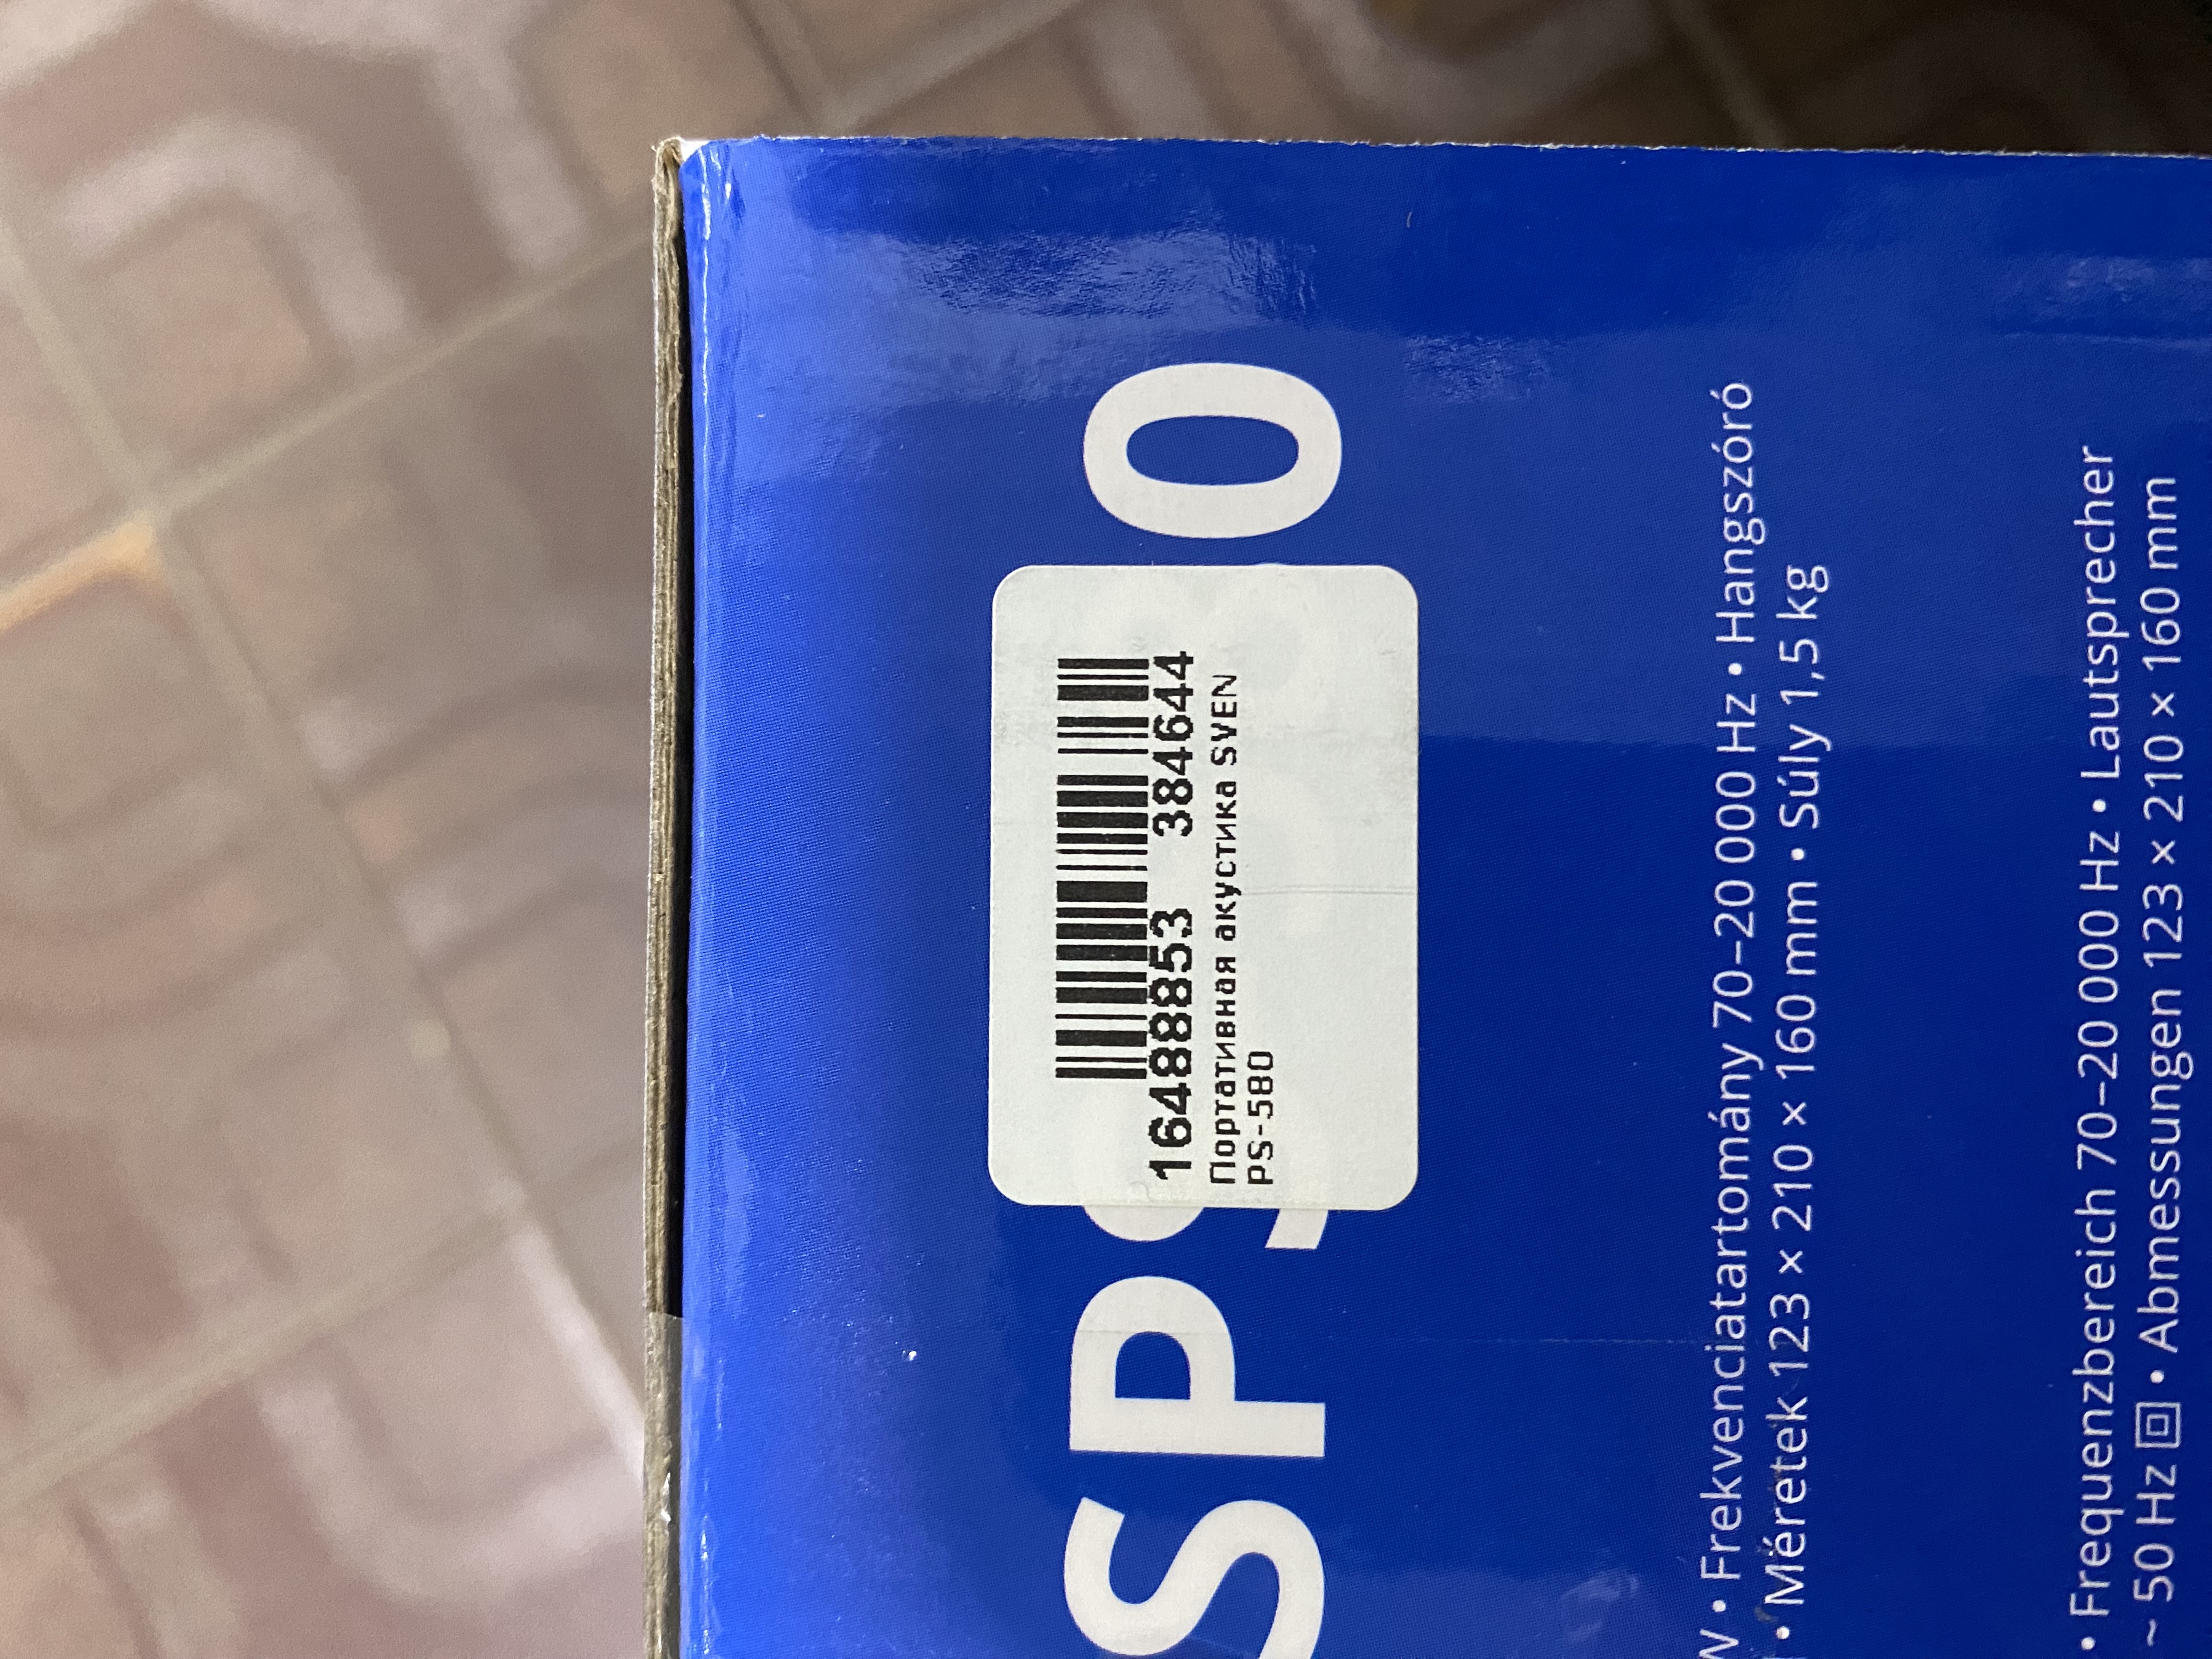 SPS 0
16488853 384644
Портативная акустика SVEN
PS-580
W • Frekvenciatartomány 70–20 000 Hz • Hangszóró
• Méretek 123 × 210 × 160 mm • Súly 1,5 kg
• Frequenzbereich 70–20 000 Hz • Lautsprecher
~ 50 Hz • Abmessungen 123 × 210 × 160 mm